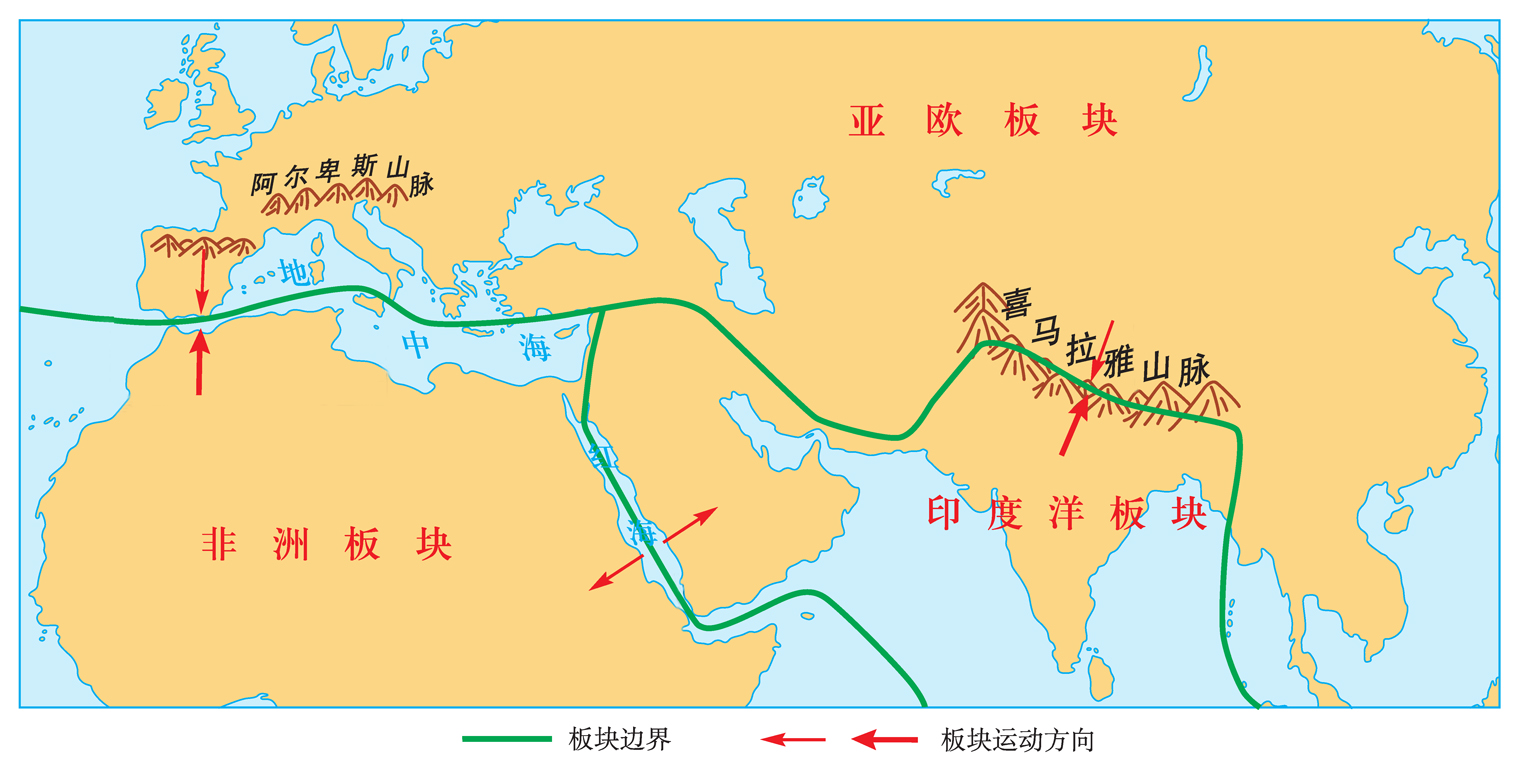 亚欧板块
阿尔卑斯山脉
地中海
喜马拉雅山脉
红海
非洲板块
印度洋板块
板块边界
板块运动方向